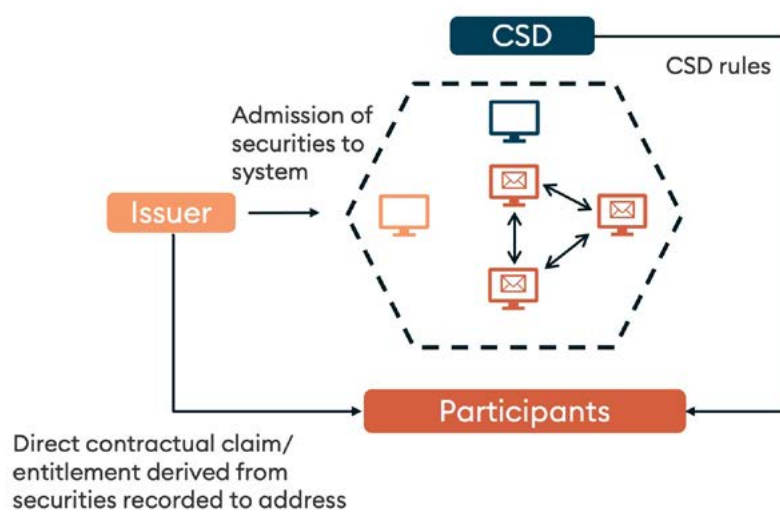 CSD
CSD rules
Admission of
securities to
system
Issuer
Participants
Direct contractual claim/
entitlement derived from
securities recorded to address